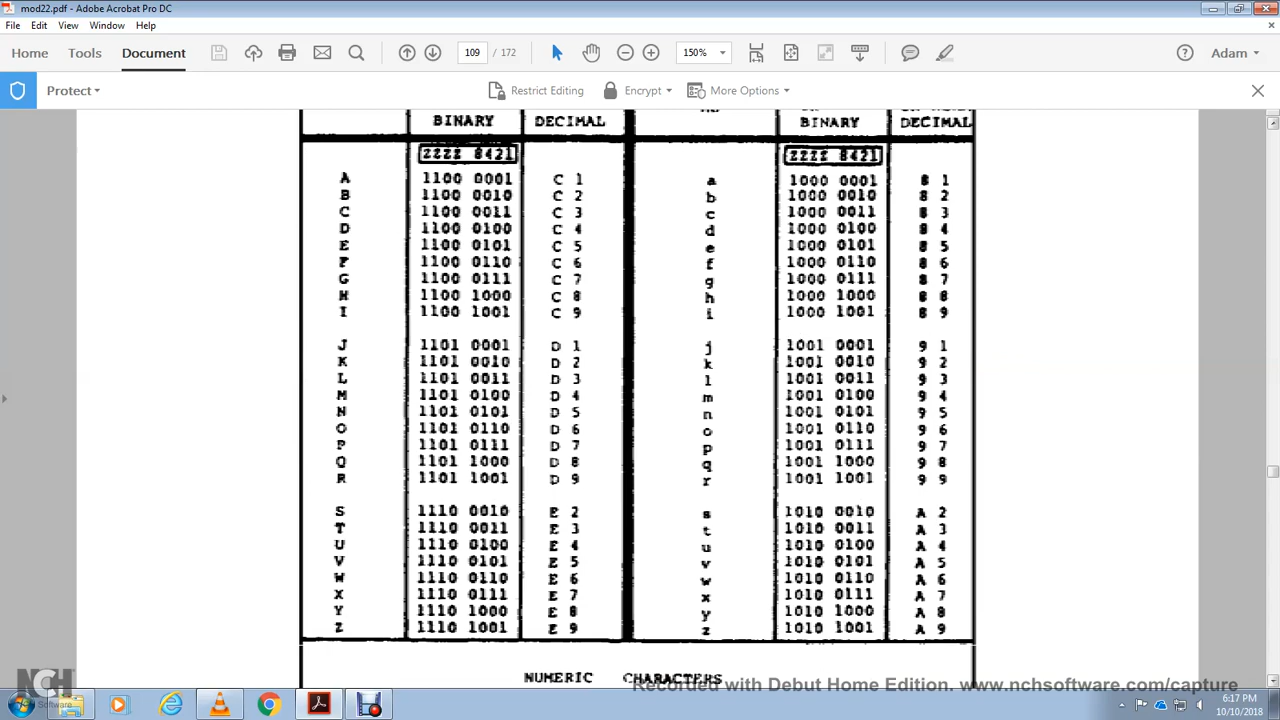 mod22.pdf - Adobe Acrobat Pro DC
File Edit View Window Help
Home Tools Document 109 / 172 150% Adam
Protect Restrict Editing Encrypt More Options
BINARY DECIMAL BINARY DECIMAL
ZZZZ 8421 ZZZZ 8421
A 1100 0001 C 1 a 1000 0001 8 1
B 1100 0010 C 2 b 1000 0010 8 2
C 1100 0011 C 3 c 1000 0011 8 3
D 1100 0100 C 4 d 1000 0100 8 4
E 1100 0101 C 5 e 1000 0101 8 5
F 1100 0110 C 6 f 1000 0110 8 6
G 1100 0111 C 7 g 1000 0111 8 7
H 1100 1000 C 8 h 1000 1000 8 8
I 1100 1001 C 9 i 1000 1001 8 9
J 1101 0001 D 1 j 1001 0001 9 1
K 1101 0010 D 2 k 1001 0010 9 2
L 1101 0011 D 3 l 1001 0011 9 3
M 1101 0100 D 4 m 1001 0100 9 4
N 1101 0101 D 5 n 1001 0101 9 5
O 1101 0110 D 6 o 1001 0110 9 6
P 1101 0111 D 7 p 1001 0111 9 7
Q 1101 1000 D 8 q 1001 1000 9 8
R 1101 1001 D 9 r 1001 1001 9 9
S 1110 0010 E 2 s 1010 0010 A 2
T 1110 0011 E 3 t 1010 0011 A 3
U 1110 0100 E 4 u 1010 0100 A 4
V 1110 0101 E 5 v 1010 0101 A 5
W 1110 0110 E 6 w 1010 0110 A 6
X 1110 0111 E 7 x 1010 0111 A 7
Y 1110 1000 E 8 y 1010 1000 A 8
Z 1110 1001 E 9 z 1010 1001 A 9
NUMERIC CHARACTERS
NCH
Recorded with Debut Home Edition. www.nchsoftware.com/capture
6:17 PM
10/10/2018